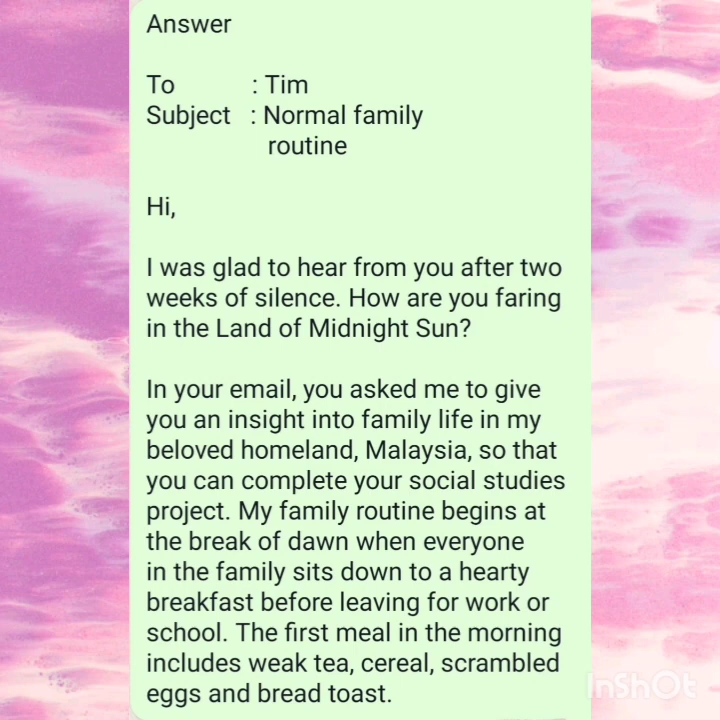 Answer
To : Tim
Subject : Normal family
routine
Hi,
I was glad to hear from you after two
weeks of silence. How are you faring
in the Land of Midnight Sun?
In your email, you asked me to give
you an insight into family life in my
beloved homeland, Malaysia, so that
you can complete your social studies
project. My family routine begins at
the break of dawn when everyone
in the family sits down to a hearty
breakfast before leaving for work or
school. The first meal in the morning
includes weak tea, cereal, scrambled
eggs and bread toast.
InShOt